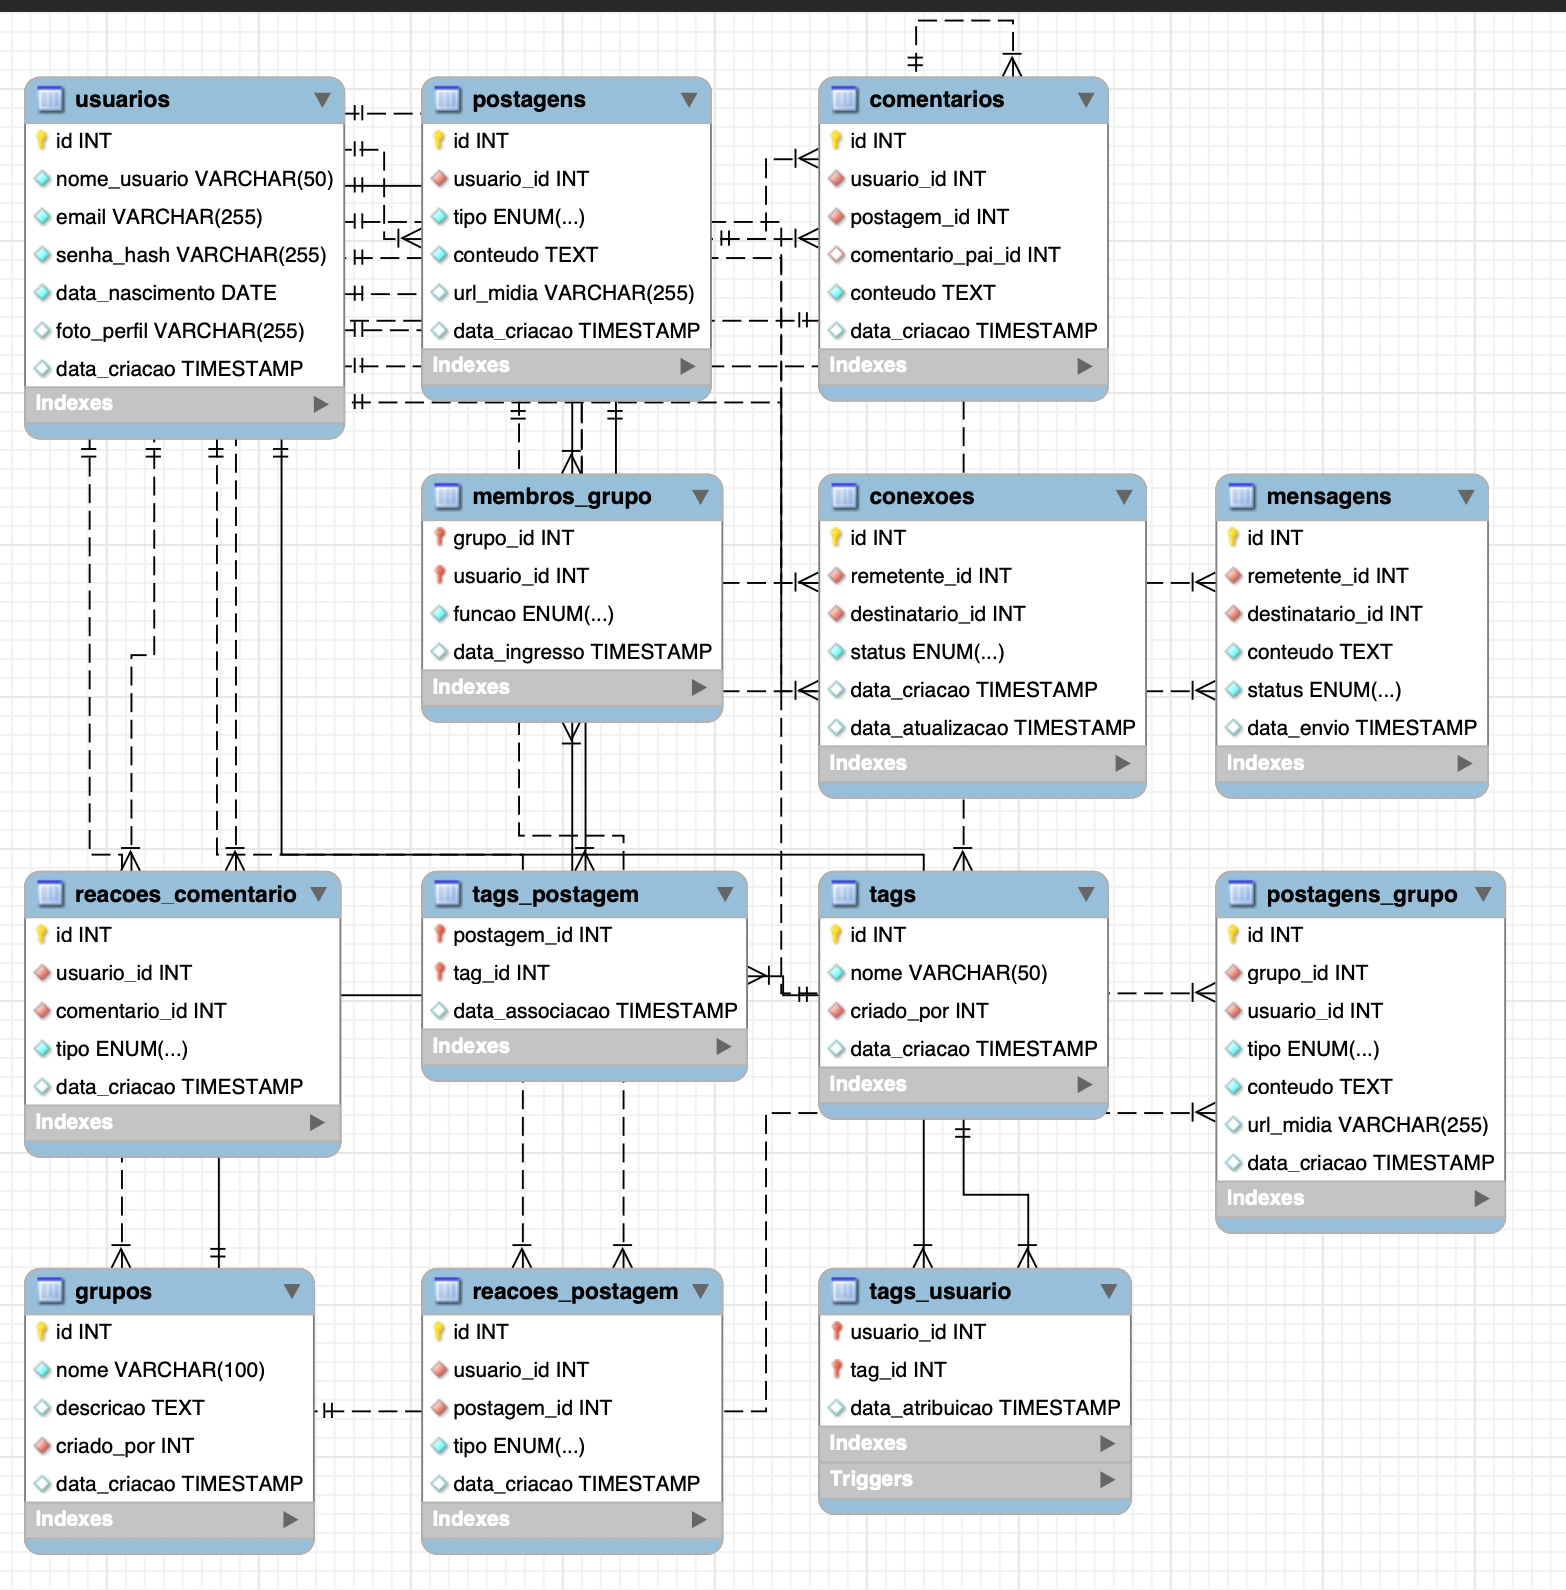 usuarios
id INT
nome_usuario VARCHAR(50)
email VARCHAR(255)
senha_hash VARCHAR(255)
data_nascimento DATE
foto_perfil VARCHAR(255)
data_criacao TIMESTAMP
Indexes
postagens
id INT
usuario_id INT
tipo ENUM(...)
conteudo TEXT
url_midia VARCHAR(255)
data_criacao TIMESTAMP
Indexes
comentarios
id INT
usuario_id INT
postagem_id INT
comentario_pai_id INT
conteudo TEXT
data_criacao TIMESTAMP
Indexes
membros_grupo
grupo_id INT
usuario_id INT
funcao ENUM(...)
data_ingresso TIMESTAMP
Indexes
conexoes
id INT
remetente_id INT
destinatario_id INT
status ENUM(...)
data_criacao TIMESTAMP
data_atualizacao TIMESTAMP
Indexes
mensagens
id INT
remetente_id INT
destinatario_id INT
conteudo TEXT
status ENUM(...)
data_envio TIMESTAMP
Indexes
reacoes_comentario
id INT
usuario_id INT
comentario_id INT
tipo ENUM(...)
data_criacao TIMESTAMP
Indexes
tags_postagem
postagem_id INT
tag_id INT
data_associacao TIMESTAMP
Indexes
tags
id INT
nome VARCHAR(50)
criado_por INT
data_criacao TIMESTAMP
Indexes
postagens_grupo
id INT
grupo_id INT
usuario_id INT
tipo ENUM(...)
conteudo TEXT
url_midia VARCHAR(255)
data_criacao TIMESTAMP
Indexes
grupos
id INT
nome VARCHAR(100)
descricao TEXT
criado_por INT
data_criacao TIMESTAMP
Indexes
reacoes_postagem
id INT
usuario_id INT
postagem_id INT
tipo ENUM(...)
data_criacao TIMESTAMP
Indexes
tags_usuario
usuario_id INT
tag_id INT
data_atribuicao TIMESTAMP
Indexes
Triggers